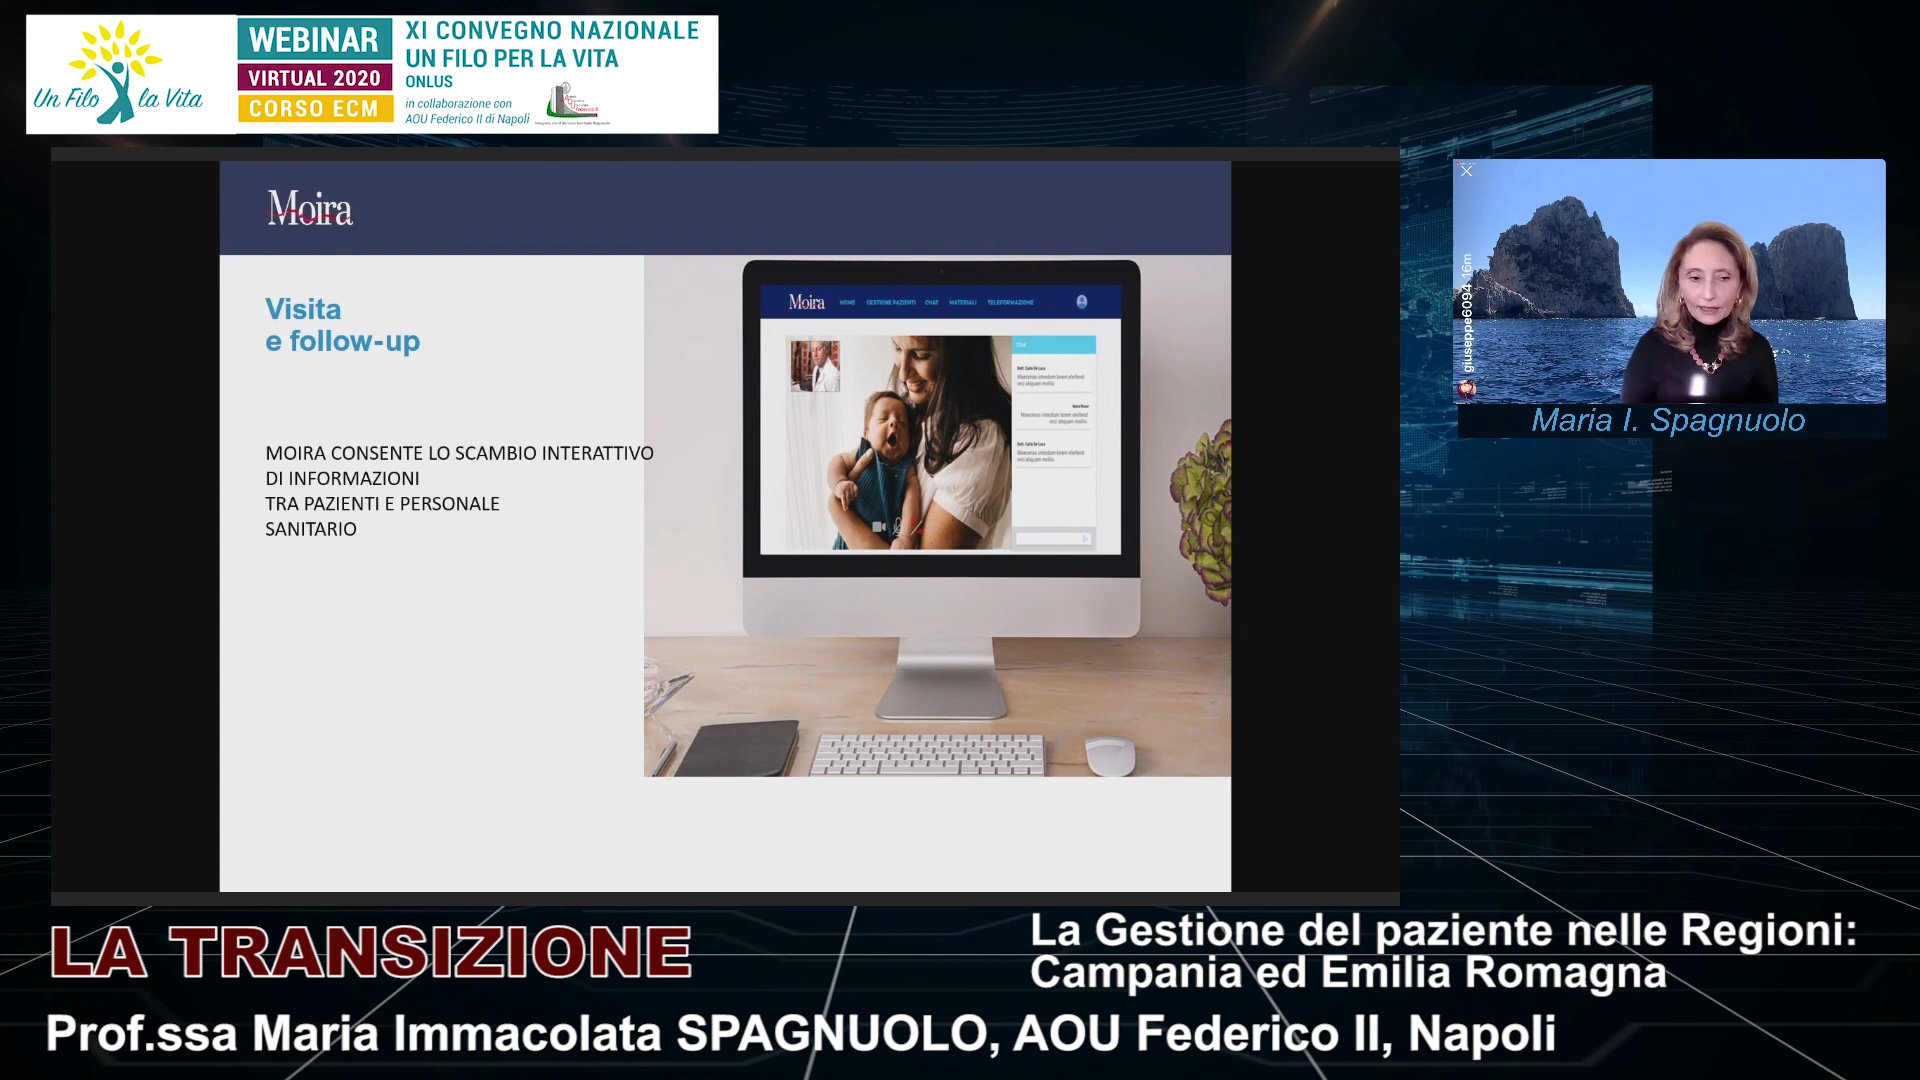 Un Filo la Vita
WEBINAR
VIRTUAL 2020
CORSO ECM
XI CONVEGNO NAZIONALE
UN FILO PER LA VITA
ONLUS
in collaborazione con
AOU Federico II di Napoli
Moira
Visita
e follow-up
MOIRA CONSENTE LO SCAMBIO INTERATTIVO
DI INFORMAZIONI
TRA PAZIENTI E PERSONALE
SANITARIO
Moira HOME GESTIONE PAZIENTI CHAT MATERIALI TELEFORMAZIONE
Chat
giuseppe6094 16m
Maria I. Spagnuolo
LA TRANSIZIONE
La Gestione del paziente nelle Regioni:
Campania ed Emilia Romagna
Prof.ssa Maria Immacolata SPAGNUOLO, AOU Federico II, Napoli